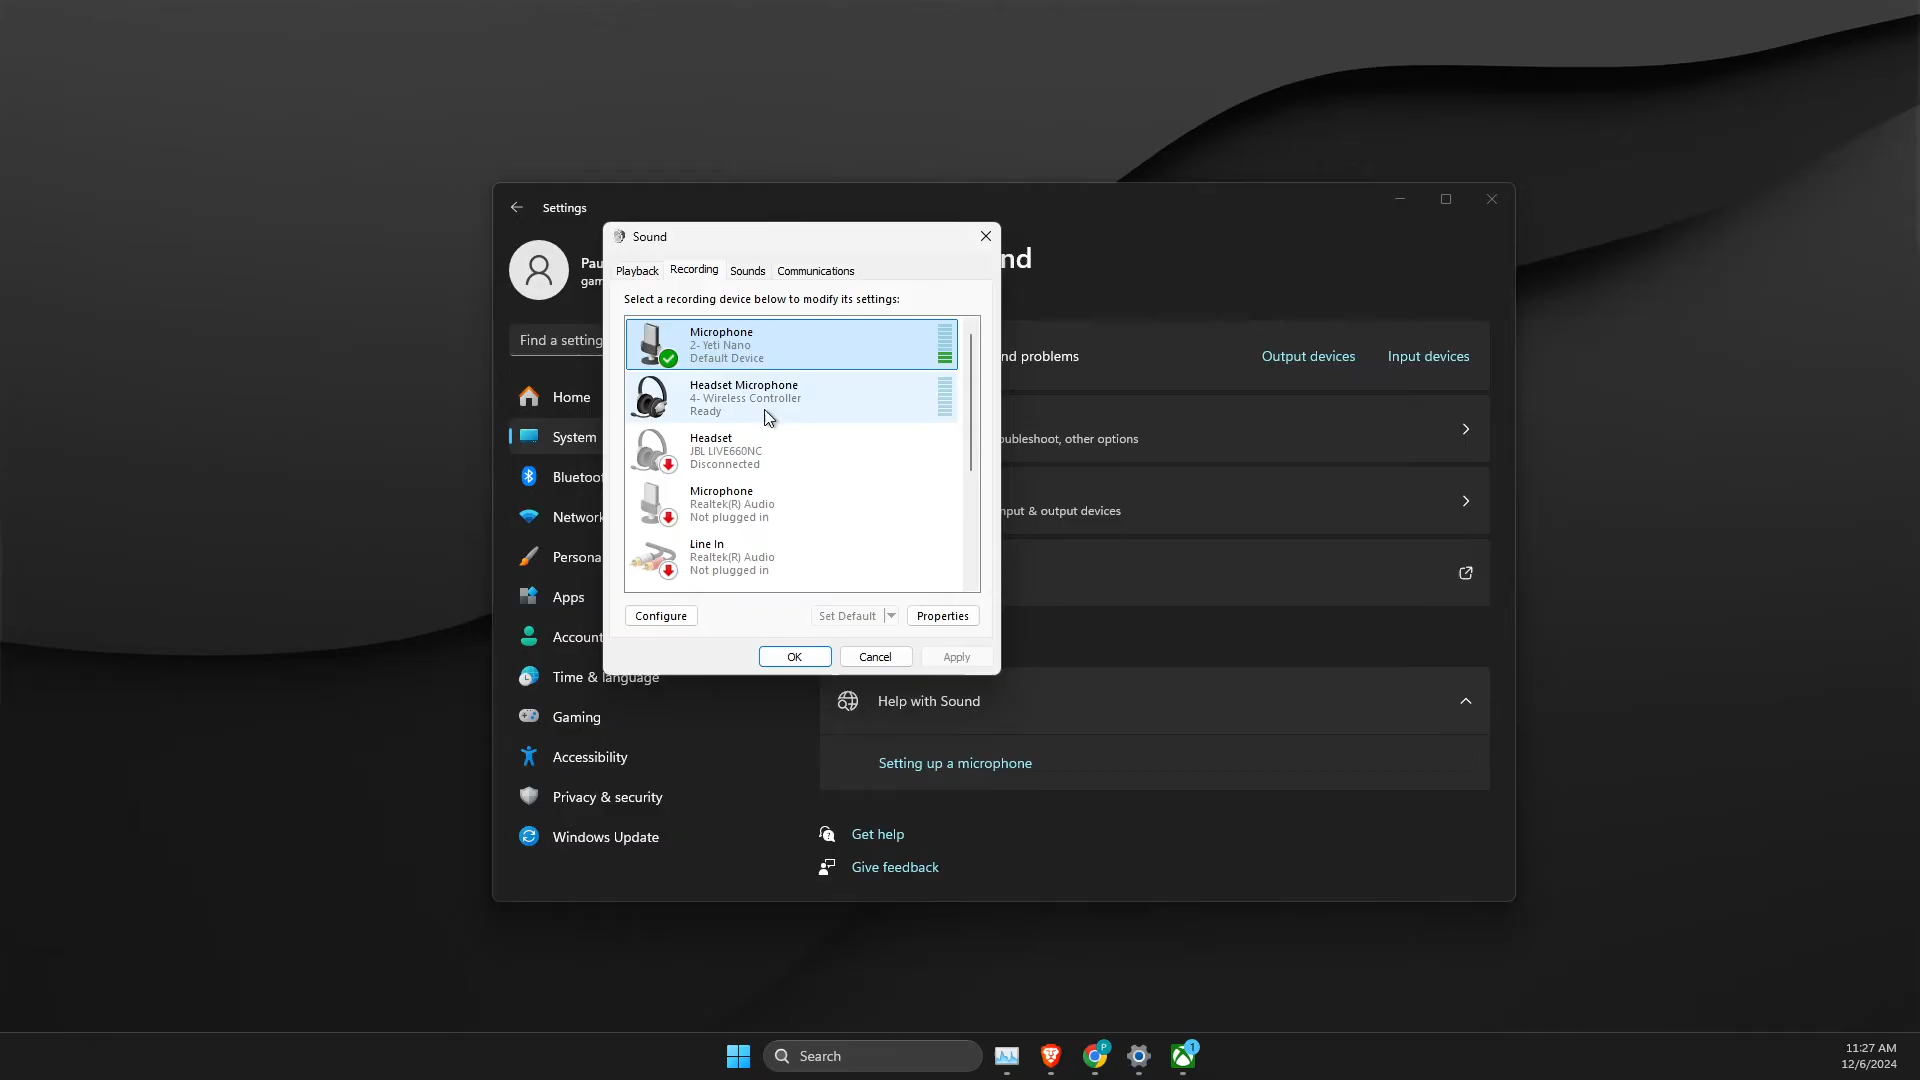 Settings
Pau
gam
Find a setting
Home
System
Bluetoot
Network
Persona
Apps
Account
Time & language
Gaming
Accessibility
Privacy & security
Windows Update
Sound
Playback
Recording
Sounds
Communications
Select a recording device below to modify its settings:
Microphone
2- Yeti Nano
Default Device
Headset Microphone
4- Wireless Controller
Ready
Headset
JBL LIVE660NC
Disconnected
Microphone
Realtek(R) Audio
Not plugged in
Line In
Realtek(R) Audio
Not plugged in
Configure
Set Default
Properties
OK
Cancel
Apply
nd
nd problems
Output devices
Input devices
ubleshoot, other options
nput & output devices
Help with Sound
Setting up a microphone
Get help
Give feedback
Search
P
1
11:27 AM
12/6/2024